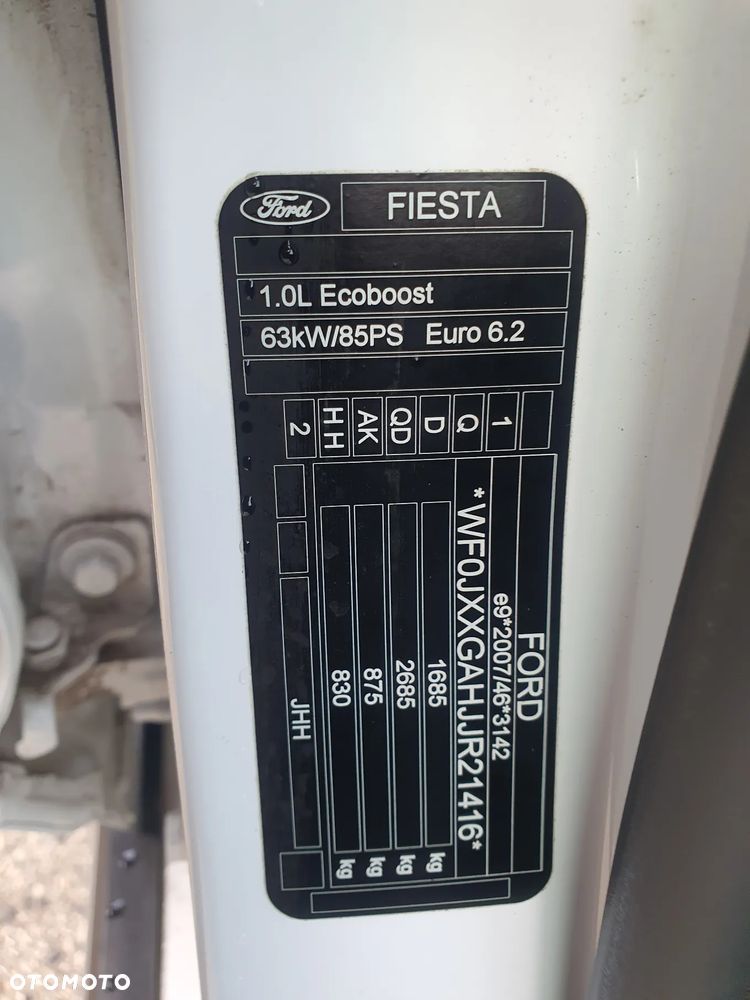 Ford FIESTA
1.0L Ecoboost
63kW/85PS Euro 6.2
1
Q
D
QD
AK
HH
2
FORD
e9*2007/46*3142
*WF0JXXGAHJJR21416*
1685 kg
2685 kg
875 kg
830 kg
JHH
OTOMOTO